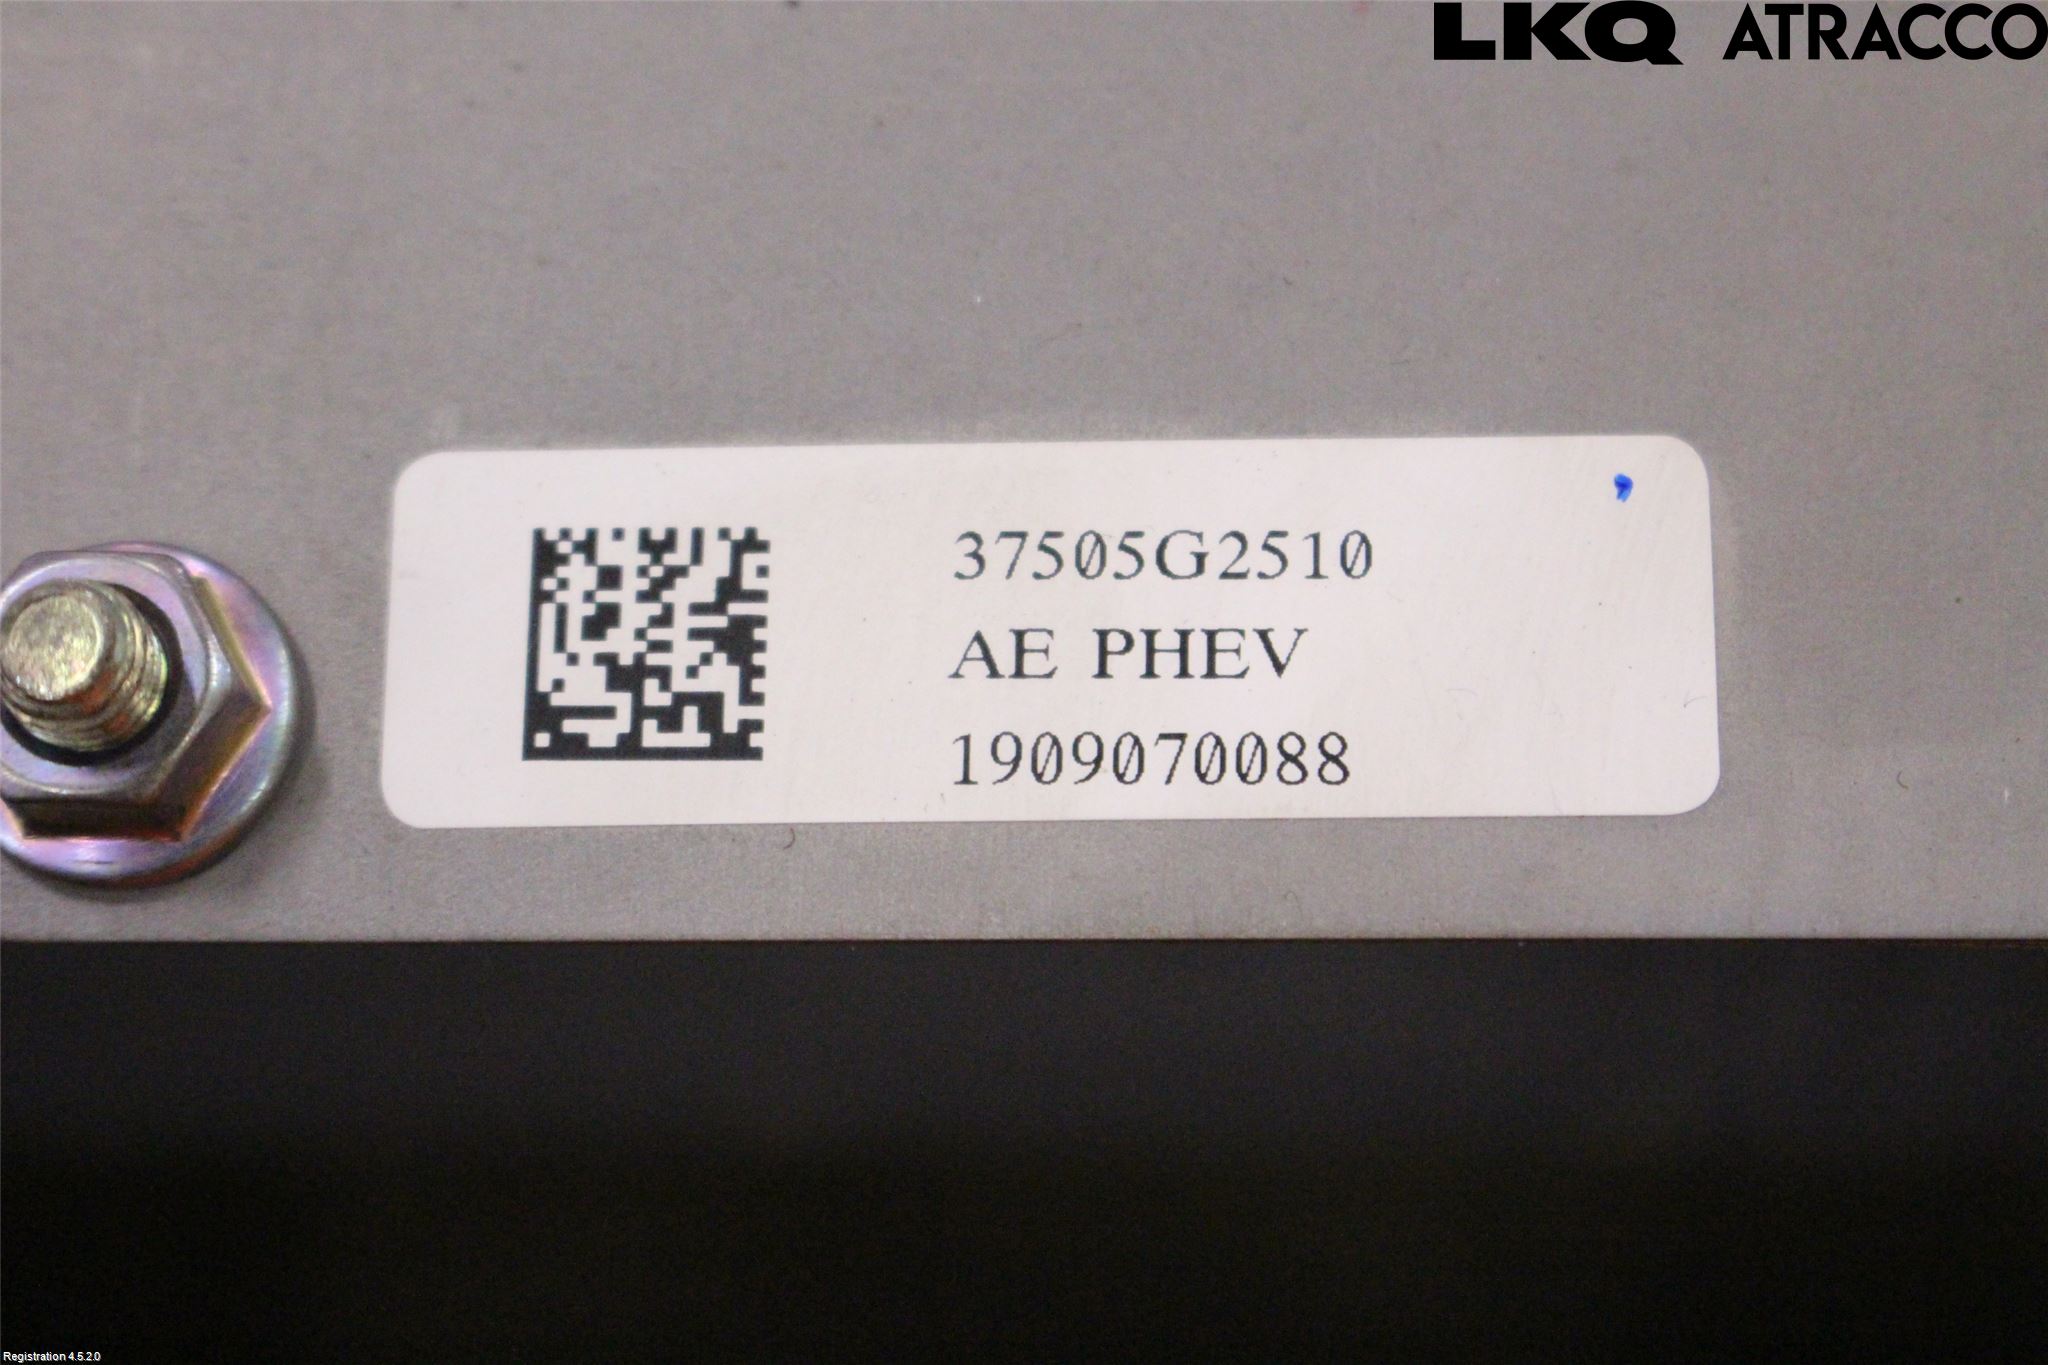 LKQ ATRACCO
37505G2510
AE PHEV
1909070088
Registration 4.5.2.0